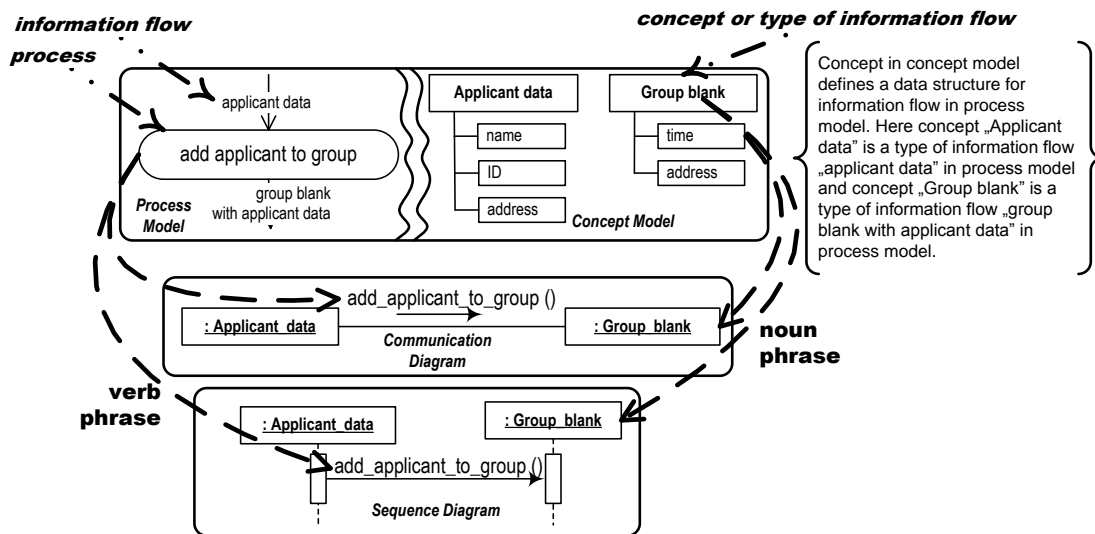 information flow
process
concept or type of information flow
applicant data
add applicant to group
group blank
with applicant data
Process
Model
Applicant data
name
ID
address
Group blank
time
address
Concept Model
Concept in concept model
defines a data structure for
information flow in process
model. Here concept „Applicant
data” is a type of information flow
„applicant data” in process model
and concept „Group blank” is a
type of information flow „group
blank with applicant data” in
process model.
add_applicant_to_group ()
: Applicant_data
: Group_blank
Communication
Diagram
noun
phrase
verb
phrase
: Applicant_data
: Group_blank
add_applicant_to_group ()
Sequence Diagram